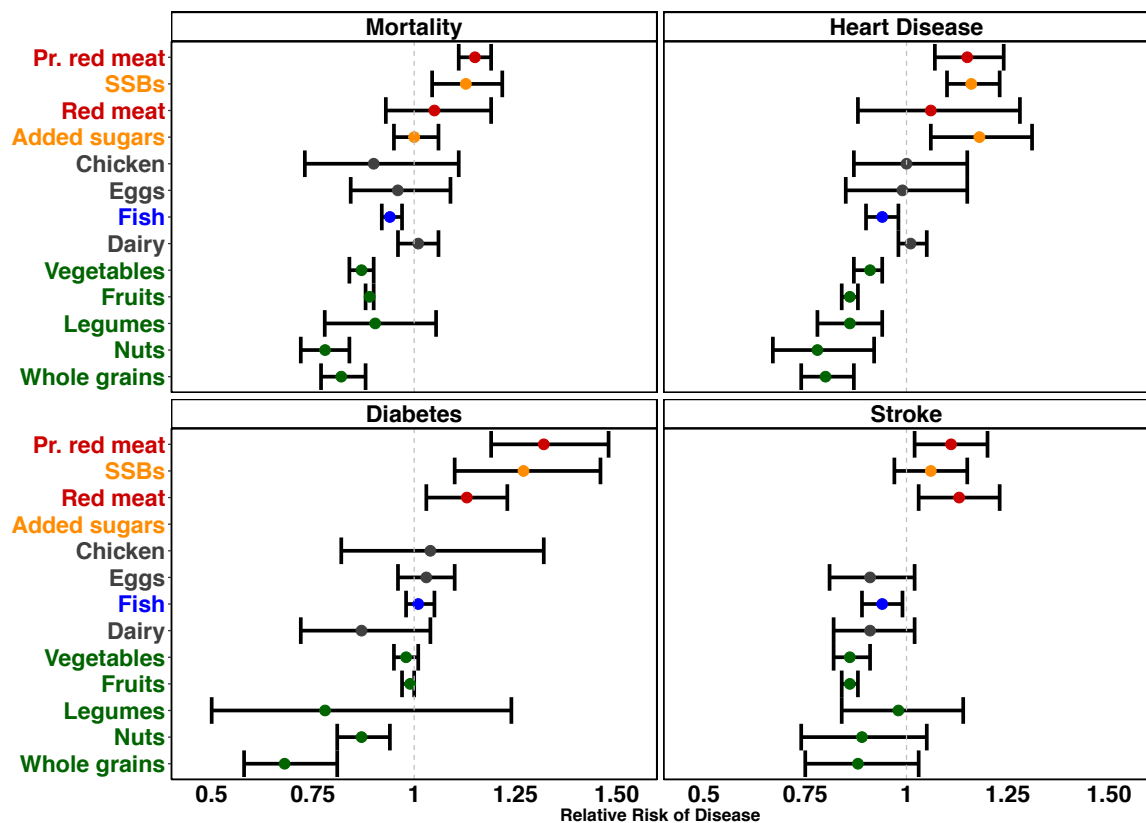 Mortality
Heart Disease
Pr. red meat
SSBs
Red meat
Added sugars
Chicken
Eggs
Fish
Dairy
Vegetables
Fruits
Legumes
Nuts
Whole grains
Diabetes
Stroke
Pr. red meat
SSBs
Red meat
Added sugars
Chicken
Eggs
Fish
Dairy
Vegetables
Fruits
Legumes
Nuts
Whole grains
0.5 0.75 1 1.25 1.50
0.5 0.75 1 1.25 1.50
Relative Risk of Disease